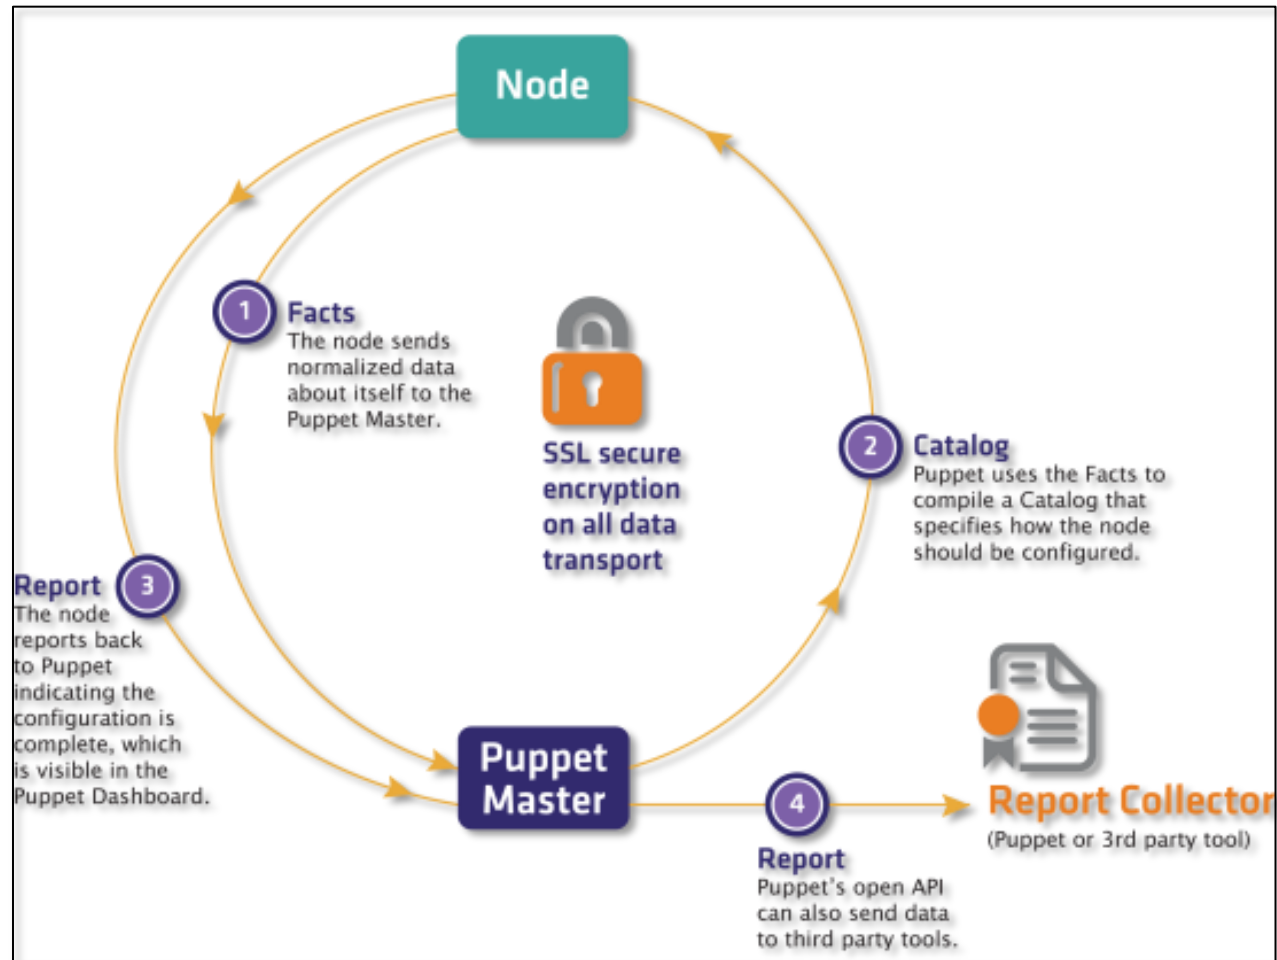 Node
1
Facts
The node sends
normalized data
about itself to the
Puppet Master.
SSL secure
encryption
on all data
transport
2
Catalog
Puppet uses the Facts to
compile a Catalog that
specifies how the node
should be configured.
Report
3
The node
reports back
to Puppet
indicating the
configuration is
complete, which
is visible in the
Puppet Dashboard.
Puppet
Master
4
Report
Puppet's open API
can also send data
to third party tools.
Report Collector
(Puppet or 3rd party tool)